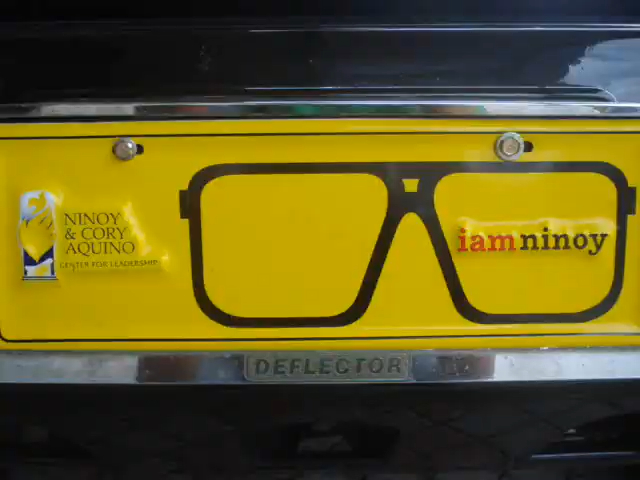 NINOY
& CORY
AQUINO
CENTER FOR LEADERSHIP
iamninoy
DEFLECTOR